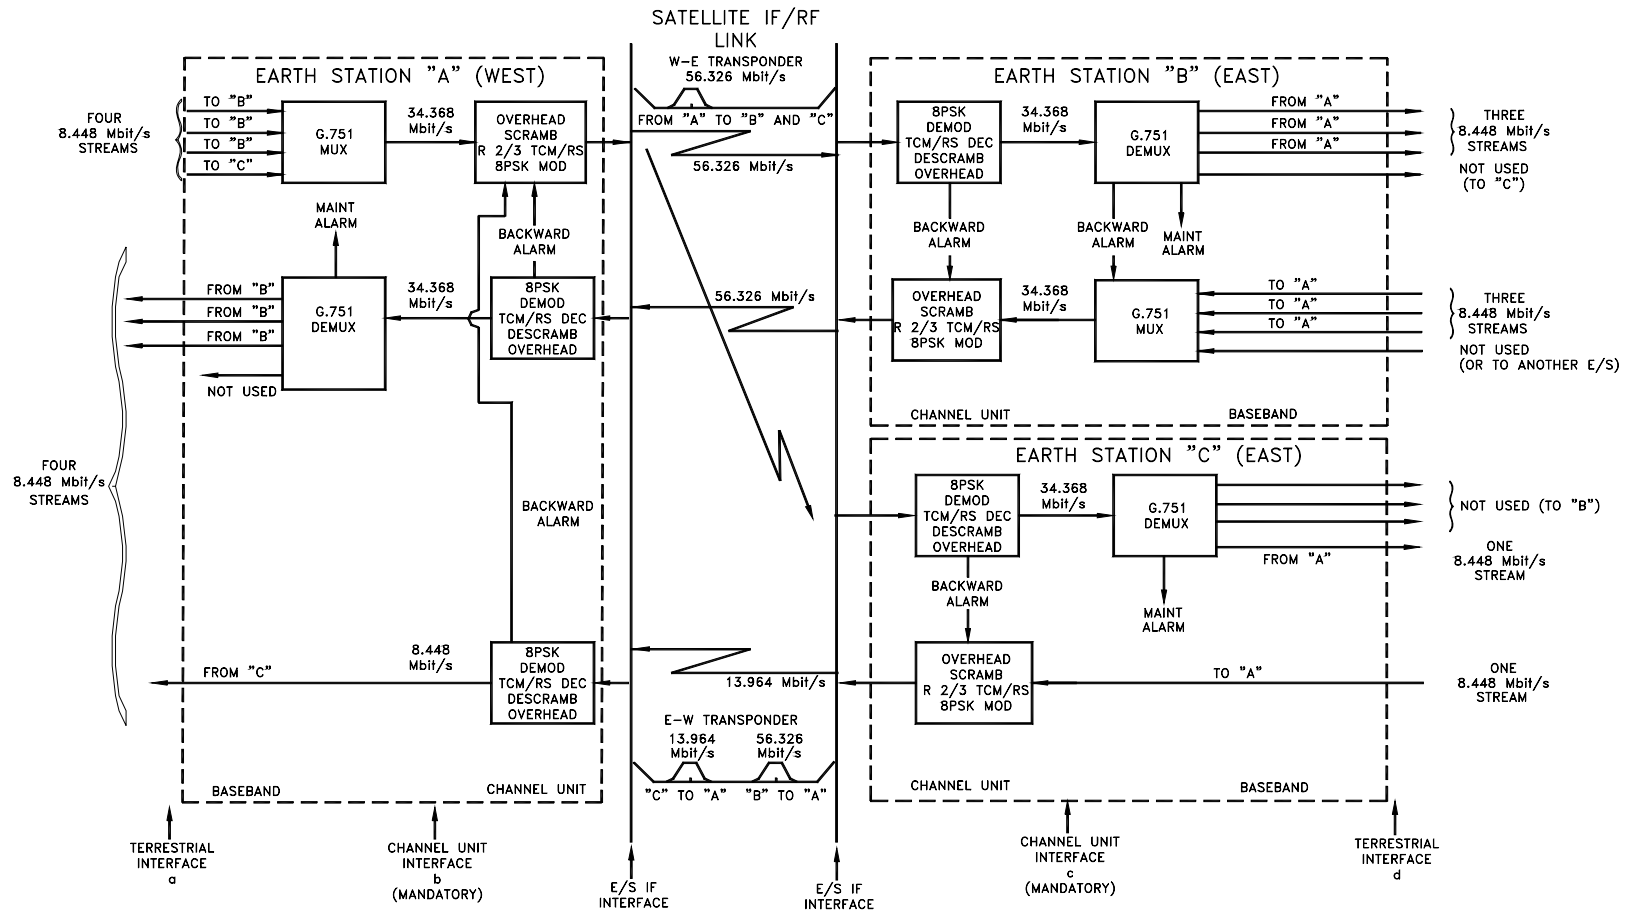 SATELLITE IF/RF
LINK
W-E TRANSPONDER
56.326 Mbit/s
FROM "A" TO "B" AND "C"
56.326 Mbit/s
EARTH STATION "A" (WEST)
FOUR
8.448 Mbit/s
STREAMS
TO "B"
TO "B"
TO "B"
TO "C"
G.751
MUX
34.368
Mbit/s
OVERHEAD
SCRAMB
R 2/3 TCM/RS
8PSK MOD
MAINT
ALARM
BACKWARD
ALARM
FROM "B"
FROM "B"
FROM "B"
NOT USED
G.751
DEMUX
34.368
Mbit/s
8PSK
DEMOD
TCM/RS DEC
DESCRAMB
OVERHEAD
56.326 Mbit/s
FOUR
8.448 Mbit/s
STREAMS
BACKWARD
ALARM
FROM "C"
8.448
Mbit/s
8PSK
DEMOD
TCM/RS DEC
DESCRAMB
OVERHEAD
13.964 Mbit/s
E-W TRANSPONDER
13.964
Mbit/s
56.326
Mbit/s
"C" TO "A"
"B" TO "A"
BASEBAND
CHANNEL UNIT
EARTH STATION "B" (EAST)
8PSK
DEMOD
TCM/RS DEC
DESCRAMB
OVERHEAD
34.368
Mbit/s
G.751
DEMUX
FROM "A"
FROM "A"
FROM "A"
THREE
8.448 Mbit/s
STREAMS
NOT USED
(TO "C")
BACKWARD
ALARM
BACKWARD
ALARM
MAINT
ALARM
OVERHEAD
SCRAMB
R 2/3 TCM/RS
8PSK MOD
34.368
Mbit/s
G.751
MUX
TO "A"
TO "A"
TO "A"
THREE
8.448 Mbit/s
STREAMS
NOT USED
(OR TO ANOTHER E/S)
CHANNEL UNIT
BASEBAND
EARTH STATION "C" (EAST)
8PSK
DEMOD
TCM/RS DEC
DESCRAMB
OVERHEAD
34.368
Mbit/s
G.751
DEMUX
NOT USED (TO "B")
FROM "A"
ONE
8.448 Mbit/s
STREAM
BACKWARD
ALARM
MAINT
ALARM
OVERHEAD
SCRAMB
R 2/3 TCM/RS
8PSK MOD
TO "A"
ONE
8.448 Mbit/s
STREAM
CHANNEL UNIT
BASEBAND
TERRESTRIAL
INTERFACE
a
CHANNEL UNIT
INTERFACE
b
(MANDATORY)
E/S IF
INTERFACE
E/S IF
INTERFACE
CHANNEL UNIT
INTERFACE
c
(MANDATORY)
TERRESTRIAL
INTERFACE
d